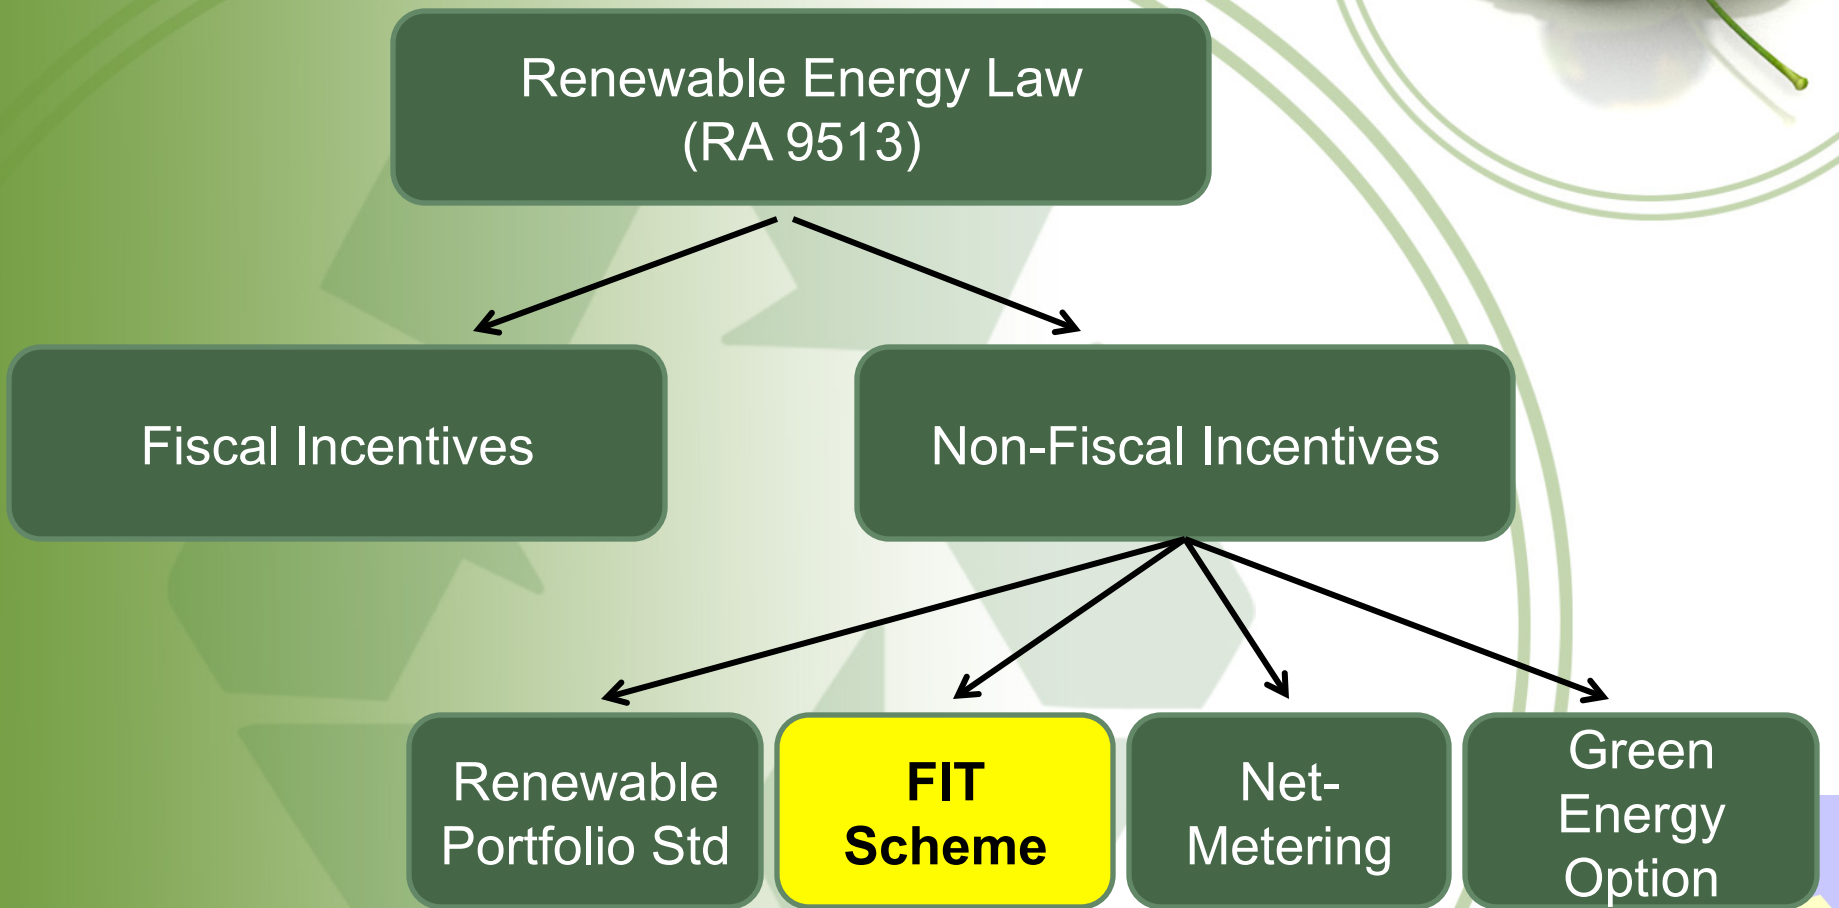 Renewable Energy Law
(RA 9513)
Fiscal Incentives
Non-Fiscal Incentives
Renewable
Portfolio Std
FIT
Scheme
Net-
Metering
Green
Energy
Option